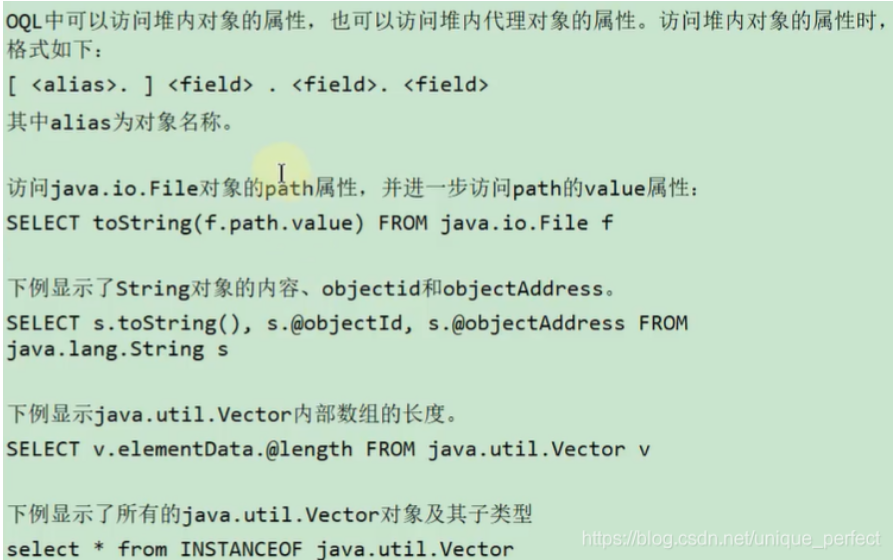 OQL中可以访问堆内对象的属性，也可以访问堆内代理对象的属性。访问堆内对象的属性时，
格式如下：
[ <alias>. ] <field> . <field>. <field>
其中alias为对象名称。
访问java.io.File对象的path属性，并进一步访问path的value属性：
SELECT toString(f.path.value) FROM java.io.File f
下例显示了String对象的内容、objectid和objectAddress。
SELECT s.toString(), s.@objectId, s.@objectAddress FROM
java.lang.String s
下例显示java.util.Vector内部数组的长度。
SELECT v.elementData.@length FROM java.util.Vector v
下例显示了所有的java.util.Vector对象及其子类型
select * from INSTANCEOF java.util.Vector
https://blog.csdn.net/unique_perfect